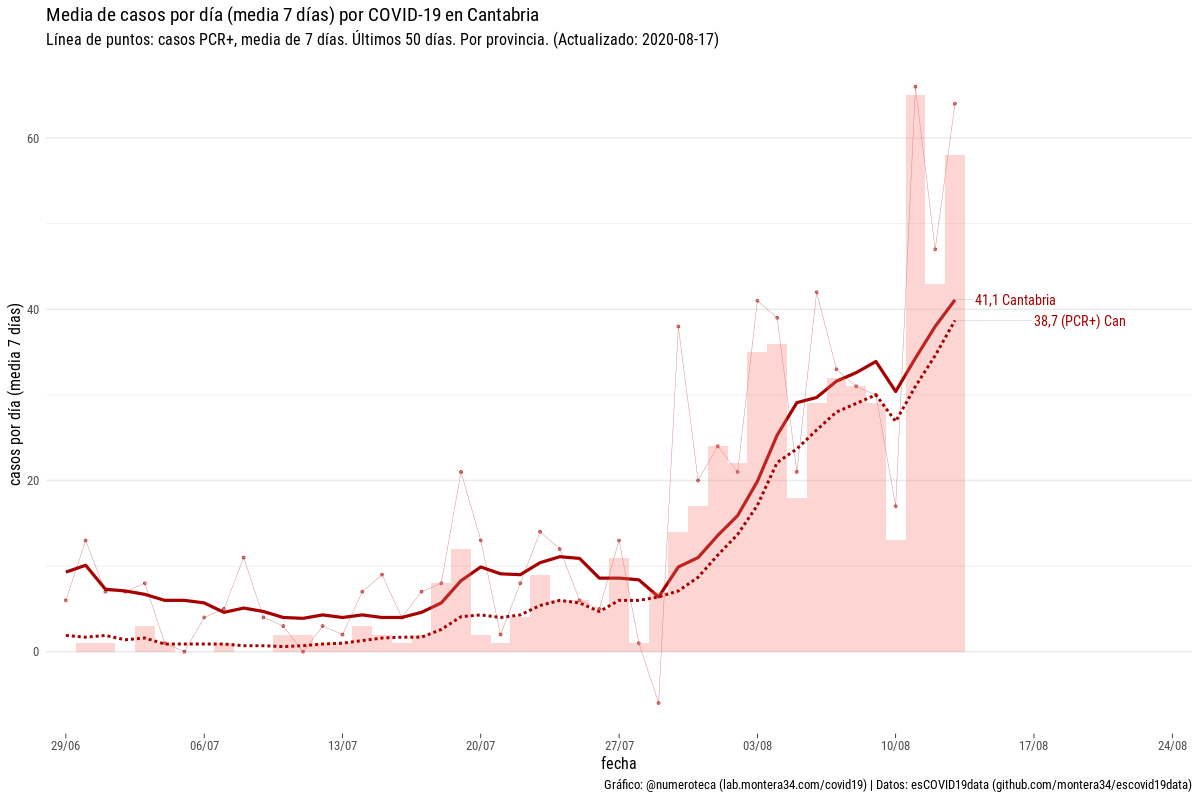 Media de casos por día (media 7 días) por COVID-19 en Cantabria
Línea de puntos: casos PCR+, media de 7 días. Últimos 50 días. Por provincia. (Actualizado: 2020-08-17)
casos por día (media 7 días)
60
40
20
0
41,1 Cantabria
38,7 (PCR+) Can
29/06
06/07
13/07
20/07
27/07
03/08
10/08
17/08
24/08
fecha
Gráfico: @numeroteca (lab.montera34.com/covid19) | Datos: esCOVID19data (github.com/montera34/escovid19data)